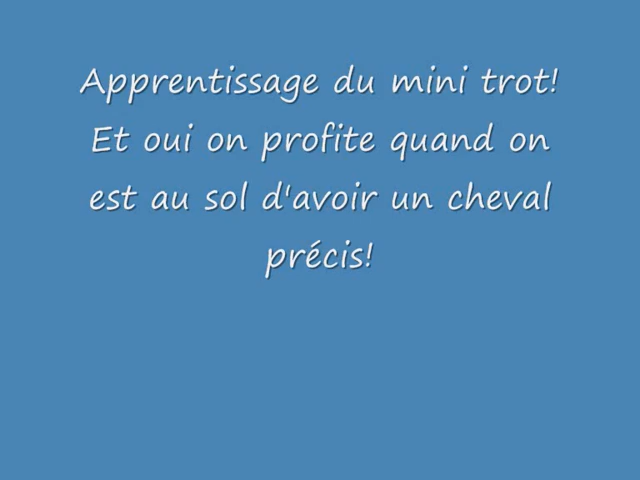 Apprentissage du mini trot!
Et oui on profite quand on
est au sol d'avoir un cheval
précis!